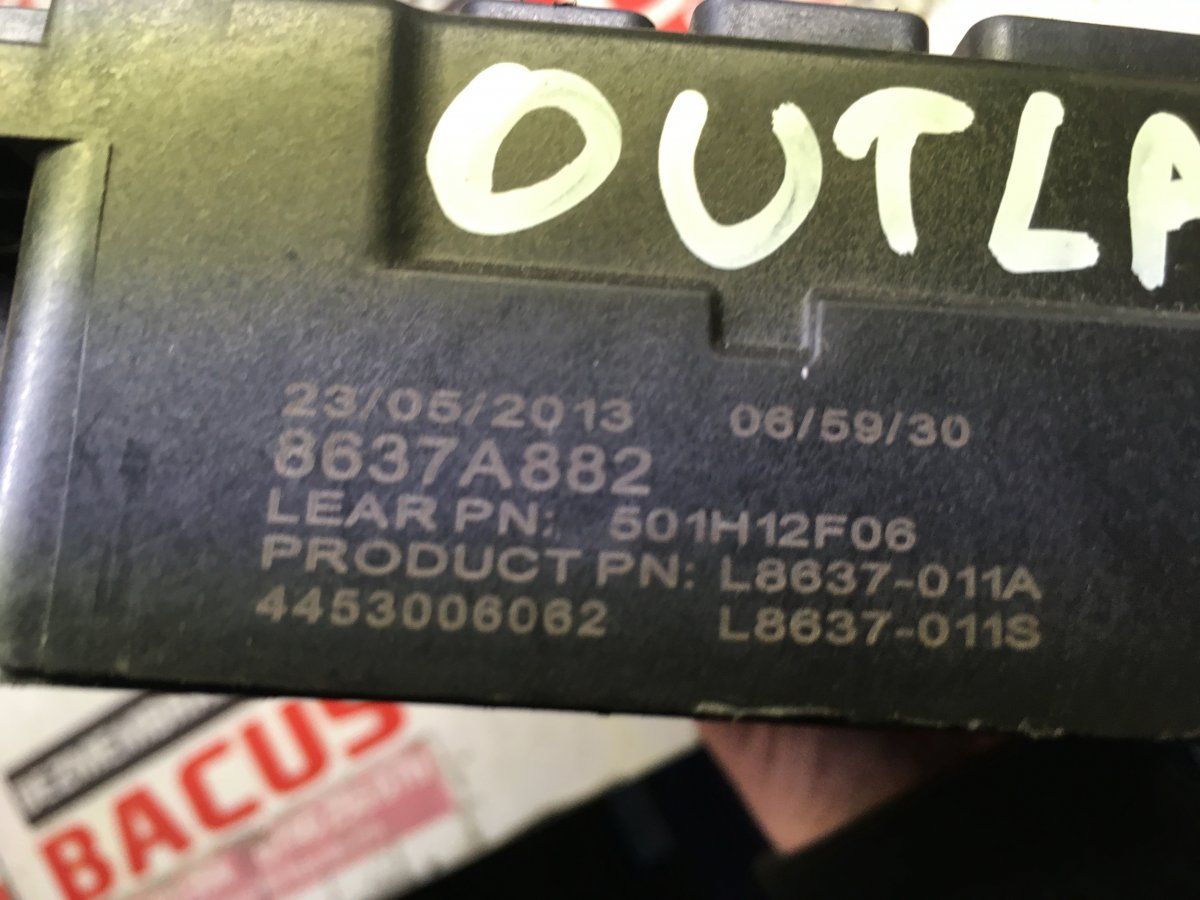 OUTLA
23/05/2013 06/59/30
8637A882
LEAR PN: 501H12F06
PRODUCT PN: L8637-011A
4453006062 L8637-011S
BACUS